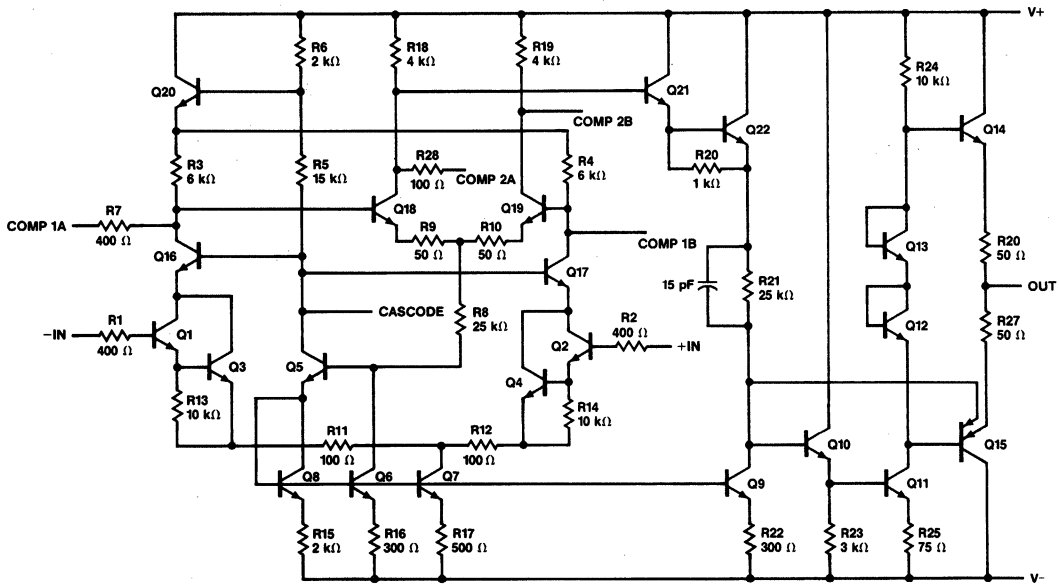 V+
R6
2 kΩ
R18
4 kΩ
R19
4 kΩ
R24
10 kΩ
Q20
Q21
COMP 2B
Q22
Q14
R3
6 kΩ
R5
15 kΩ
R28
100 Ω
COMP 2A
R4
6 kΩ
R20
1 kΩ
COMP 1A
R7
400 Ω
Q18
Q19
R9
50 Ω
R10
50 Ω
COMP 1B
Q16
Q17
Q13
R20
50 Ω
OUT
15 pF
R21
25 kΩ
CASCODE
R8
25 kΩ
R2
400 Ω
+IN
–IN
R1
400 Ω
Q1
Q2
Q12
R27
50 Ω
Q3
Q5
Q4
R13
10 kΩ
R14
10 kΩ
R11
100 Ω
R12
100 Ω
Q10
Q15
Q8
Q6
Q7
Q9
Q11
R15
2 kΩ
R16
300 Ω
R17
500 Ω
R22
300 Ω
R23
3 kΩ
R25
75 Ω
V–